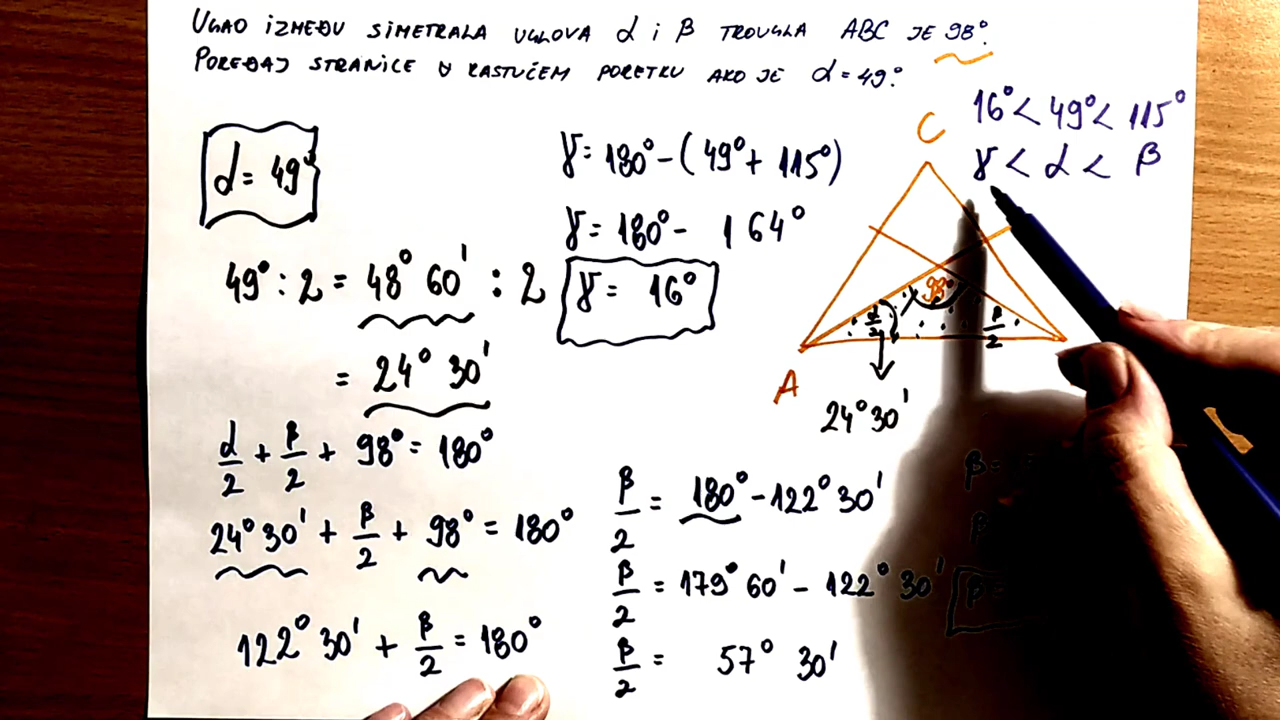 UGAO IZMEĐU SIMETRALA UGLOVA α I β TROUGLA ABC JE 98°.
POREĐAJ STRANICE U RASTUĆEM PORETKU AKO JE α = 49°.
α = 49°
49° : 2 = 48° 60' : 2
= 24° 30'
α/2 + β/2 + 98° = 180°
24° 30' + β/2 + 98° = 180°
122° 30' + β/2 = 180°
γ = 180° - (49° + 115°)
γ = 180° - 164°
γ = 16°
β/2 = 180° - 122° 30'
β/2 = 179° 60' - 122° 30'
β/2 = 57° 30'
16° < 49° < 115°
γ < α < β
C
98°
α/2
β/2
A
24° 30'
β =
β
β =